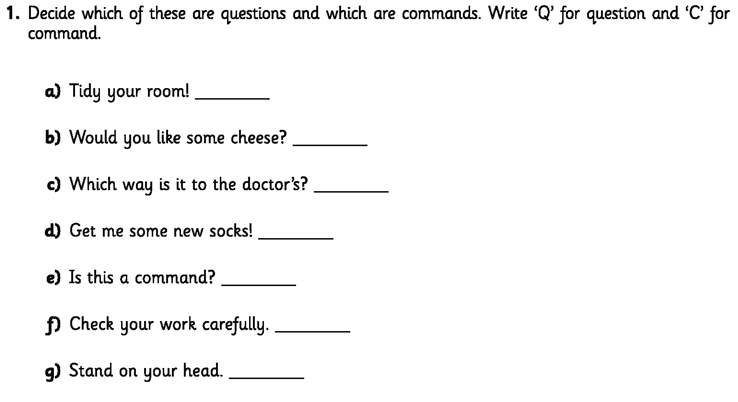 1. Decide which of these are questions and which are commands. Write ‘Q’ for question and ‘C’ for
command.
a) Tidy your room! ________
b) Would you like some cheese? ________
c) Which way is it to the doctor’s? ________
d) Get me some new socks! ________
e) Is this a command? ________
f) Check your work carefully. ________
g) Stand on your head. ________